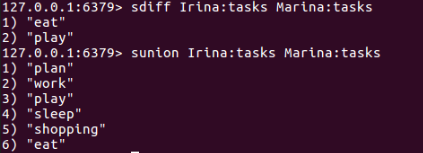 127.0.0.1:6379> sdiff Irina:tasks Marina:tasks
1) "eat"
2) "play"
127.0.0.1:6379> sunion Irina:tasks Marina:tasks
1) "plan"
2) "work"
3) "play"
4) "sleep"
5) "shopping"
6) "eat"